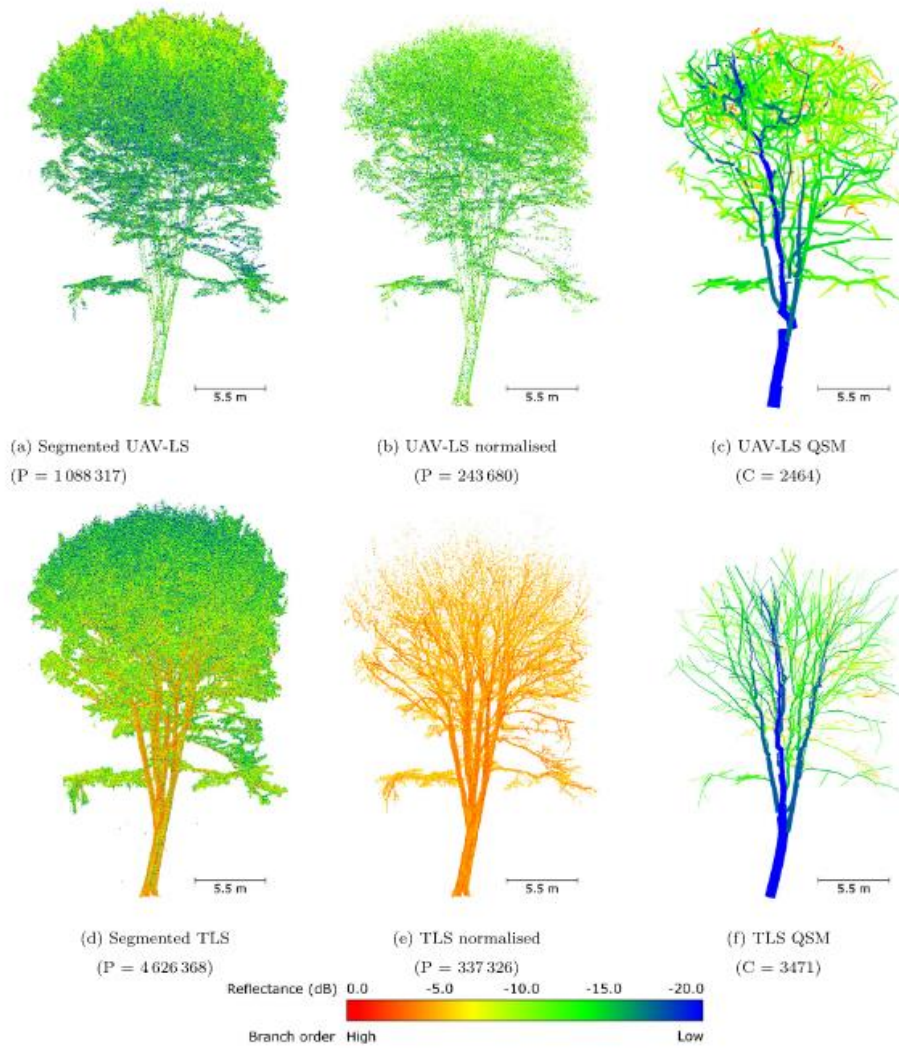 5.5 m
5.5 m
5.5 m
(a) Segmented UAV-LS
(P = 1 088 317)
(b) UAV-LS normalised
(P = 243 680)
(c) UAV-LS QSM
(C = 2464)
5.5 m
5.5 m
5.5 m
(d) Segmented TLS
(P = 4 626 368)
(e) TLS normalised
(P = 337 326)
(f) TLS QSM
(C = 3471)
Reflectance (dB) 0.0 -5.0 -10.0 -15.0 -20.0
Branch order High Low